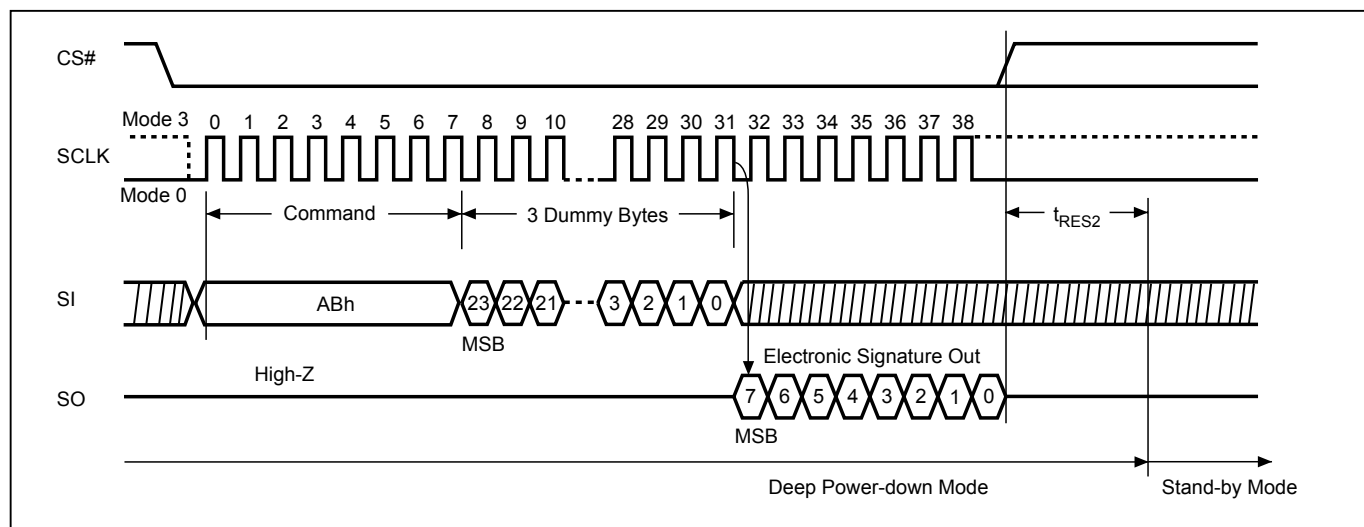 CS#
Mode 3
0 1 2 3 4 5 6 7 8 9 10 28 29 30 31 32 33 34 35 36 37 38
SCLK
Mode 0
Command
3 Dummy Bytes
tRES2
SI
ABh
23 22 21 3 2 1 0
MSB
Electronic Signature Out
High-Z
SO
7 6 5 4 3 2 1 0
MSB
Deep Power-down Mode
Stand-by Mode